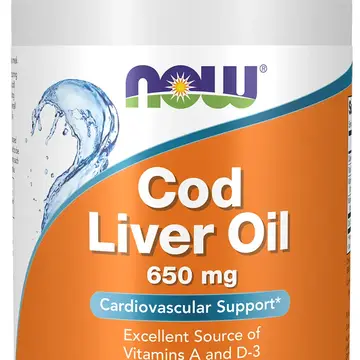 now®
Cod
Liver Oil
650 mg
Cardiovascular Support*
Excellent Source of
Vitamins A and D-3